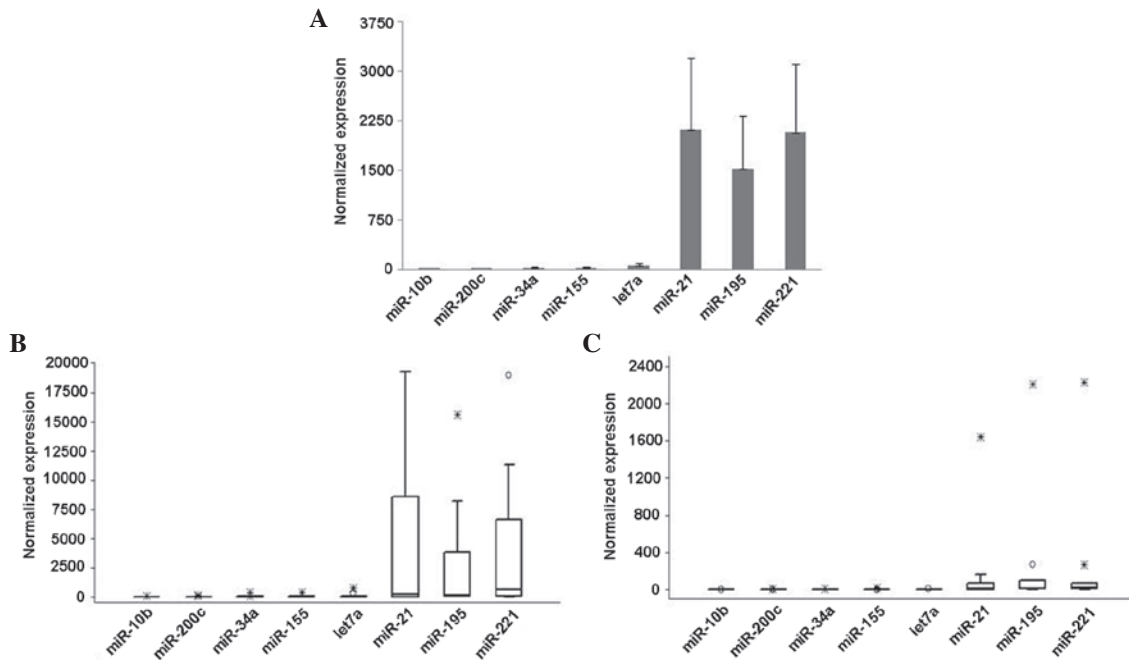 A
Normalized expression
3750
3000
2250
1500
750
0
miR-10b
miR-200c
miR-34a
miR-155
let7a
miR-21
miR-195
miR-221
B
Normalized expression
20000
17500
15000
12500
10000
7500
5000
2500
0
miR-10b
miR-200c
miR-34a
miR-155
let7a
miR-21
miR-195
miR-221
C
Normalized expression
2400
2000
1600
1200
800
400
0
miR-10b
miR-200c
miR-34a
miR-155
let7a
miR-21
miR-195
miR-221